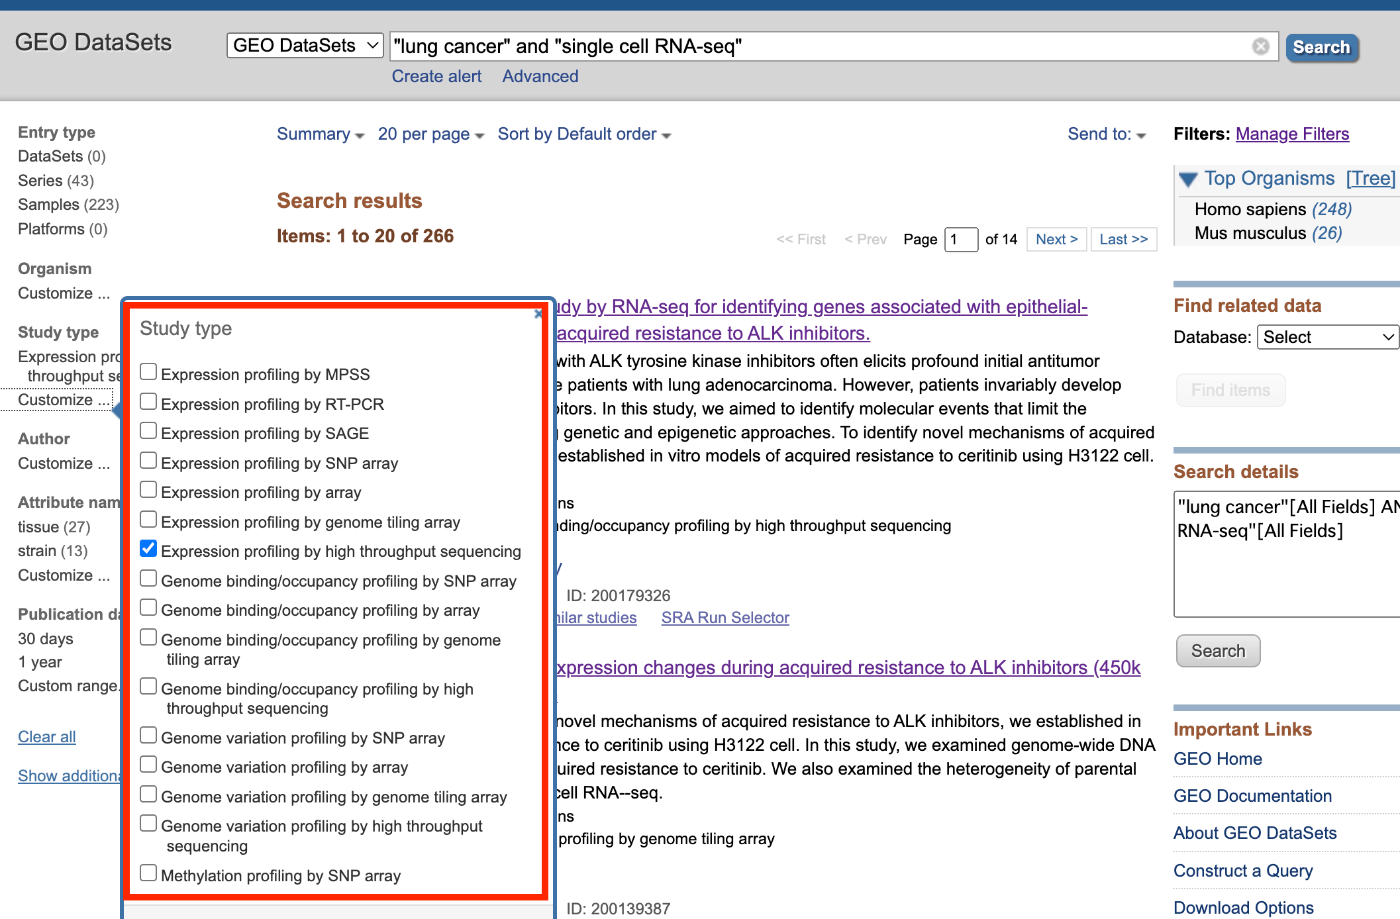 GEO DataSets
GEO DataSets
"lung cancer" and "single cell RNA-seq"
Search
Create alert
Advanced
Entry type
DataSets (0)
Series (43)
Samples (223)
Platforms (0)
Organism
Customize ...
Study type
Expression pro
throughput se
Customize ...
Author
Customize ...
Attribute nam
tissue (27)
strain (13)
Customize ...
Publication da
30 days
1 year
Custom range.
Clear all
Show additiona
Summary
20 per page
Sort by Default order
Send to:
Search results
Items: 1 to 20 of 266
<< First
< Prev
Page 1 of 14
Next >
Last >>
Study type
Expression profiling by MPSS
Expression profiling by RT-PCR
Expression profiling by SAGE
Expression profiling by SNP array
Expression profiling by array
Expression profiling by genome tiling array
Expression profiling by high throughput sequencing
Genome binding/occupancy profiling by SNP array
Genome binding/occupancy profiling by array
Genome binding/occupancy profiling by genome
tiling array
Genome binding/occupancy profiling by high
throughput sequencing
Genome variation profiling by SNP array
Genome variation profiling by array
Genome variation profiling by genome tiling array
Genome variation profiling by high throughput
sequencing
Methylation profiling by SNP array
udy by RNA-seq for identifying genes associated with epithelial-
acquired resistance to ALK inhibitors.
with ALK tyrosine kinase inhibitors often elicits profound initial antitumor
e patients with lung adenocarcinoma. However, patients invariably develop
bitors. In this study, we aimed to identify molecular events that limit the
g genetic and epigenetic approaches. To identify novel mechanisms of acquired
established in vitro models of acquired resistance to ceritinib using H3122 cell.
ns
nding/occupancy profiling by high throughput sequencing
ID: 200179326
milar studies
SRA Run Selector
xpression changes during acquired resistance to ALK inhibitors (450k
novel mechanisms of acquired resistance to ALK inhibitors, we established in
nce to ceritinib using H3122 cell. In this study, we examined genome-wide DNA
uired resistance to ceritinib. We also examined the heterogeneity of parental
cell RNA--seq.
ns
profiling by genome tiling array
ID: 200139387
Filters: Manage Filters
Top Organisms [Tree]
Homo sapiens (248)
Mus musculus (26)
Find related data
Database: Select
Find items
Search details
"lung cancer"[All Fields] AN
RNA-seq"[All Fields]
Search
Important Links
GEO Home
GEO Documentation
About GEO DataSets
Construct a Query
Download Options